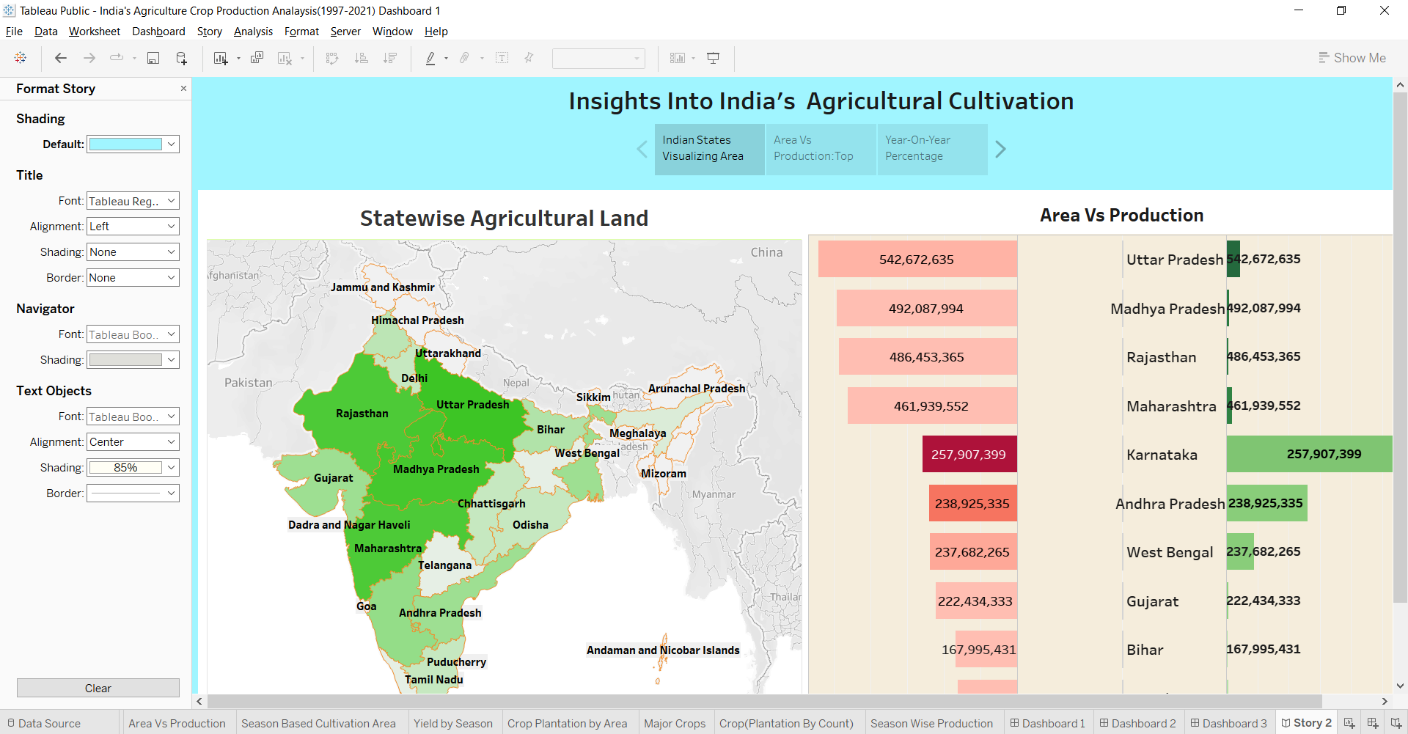 Tableau Public - India's Agriculture Crop Production Analaysis(1997-2021) Dashboard 1
File Data Worksheet Dashboard Story Analysis Format Server Window Help
Show Me
Format Story
Shading
Default:
Title
Font: Tableau Reg..
Alignment: Left
Shading: None
Border: None
Navigator
Font: Tableau Boo..
Shading:
Text Objects
Font: Tableau Boo..
Alignment: Center
Shading: 85%
Border:
Clear
Insights Into India's Agricultural Cultivation
Indian States
Visualizing Area
Area Vs
Production:Top
Year-On-Year
Percentage
Statewise Agricultural Land
China
Jammu and Kashmir
Himachal Pradesh
Uttarakhand
Pakistan
Delhi
Nepal
Arunachal Pradesh
Sikkim
Rajasthan
Uttar Pradesh
Bihar
Meghalaya
West Bengal
Madhya Pradesh
Mizoram
Gujarat
Myanmar
Chhattisgarh
Dadra and Nagar Haveli
Odisha
Maharashtra
Telangana
Goa
Andhra Pradesh
Andaman and Nicobar Islands
Puducherry
Tamil Nadu
Area Vs Production
542,672,635 Uttar Pradesh 542,672,635
492,087,994 Madhya Pradesh 492,087,994
486,453,365 Rajasthan 486,453,365
461,939,552 Maharashtra 461,939,552
257,907,399 Karnataka 257,907,399
238,925,335 Andhra Pradesh 238,925,335
237,682,265 West Bengal 237,682,265
222,434,333 Gujarat 222,434,333
167,995,431 Bihar 167,995,431
Data Source Area Vs Production Season Based Cultivation Area Yield by Season Crop Plantation by Area Major Crops Crop(Plantation By Count) Season Wise Production Dashboard 1 Dashboard 2 Dashboard 3 Story 2